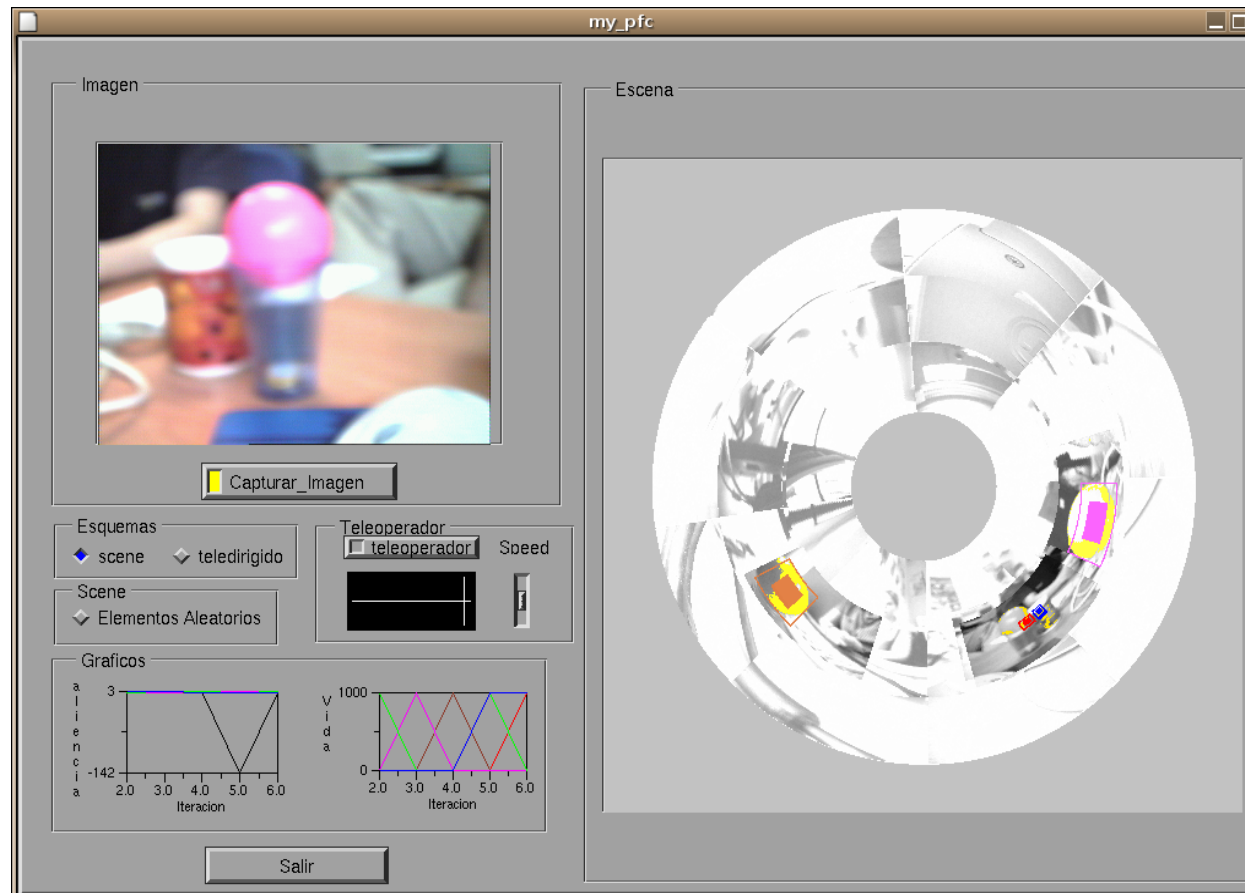 my_pfc
Imagen
Escena
Capturar_Imagen
Esquemas
scene
teledirigido
Scene
Elementos Aleatorios
Teleoperador
teleoperador
Speed
Graficos
aliencia
3
-142
2.0 3.0 4.0 5.0 6.0
Iteracion
Vida
1000
0
2.0 3.0 4.0 5.0 6.0
Iteracion
Salir